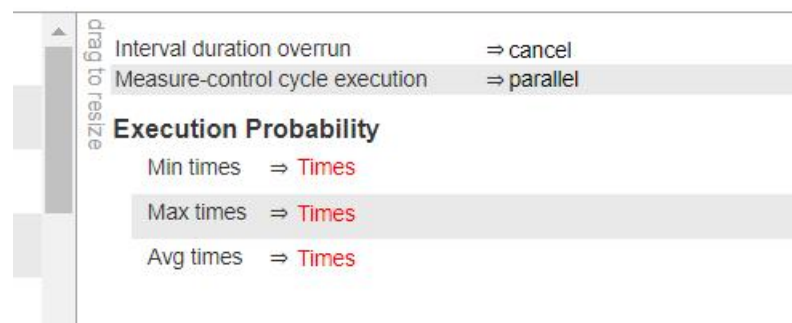 drag to resize
Interval duration overrun ⇒ cancel
Measure-control cycle execution ⇒ parallel
Execution Probability
Min times ⇒ Times
Max times ⇒ Times
Avg times ⇒ Times